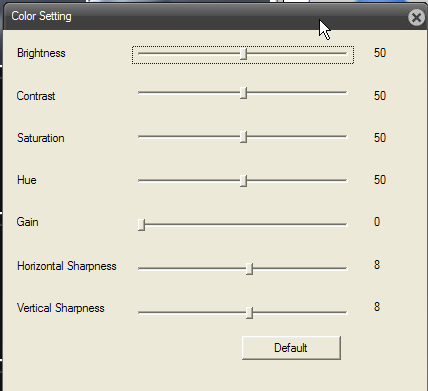 Color Setting
Brightness 50
Contrast 50
Saturation 50
Hue 50
Gain 0
Horizontal Sharpness 8
Vertical Sharpness 8
Default